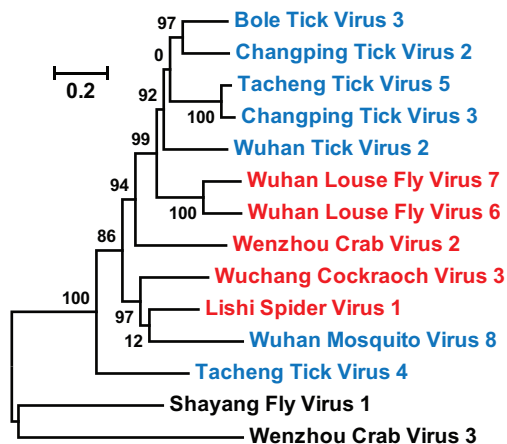 97
Bole Tick Virus 3
0
Changping Tick Virus 2
0.2
Tacheng Tick Virus 5
92
100
Changping Tick Virus 3
99
Wuhan Tick Virus 2
94
Wuhan Louse Fly Virus 7
100
Wuhan Louse Fly Virus 6
86
Wenzhou Crab Virus 2
Wuchang Cockraoch Virus 3
100
97
Lishi Spider Virus 1
12
Wuhan Mosquito Virus 8
Tacheng Tick Virus 4
Shayang Fly Virus 1
Wenzhou Crab Virus 3